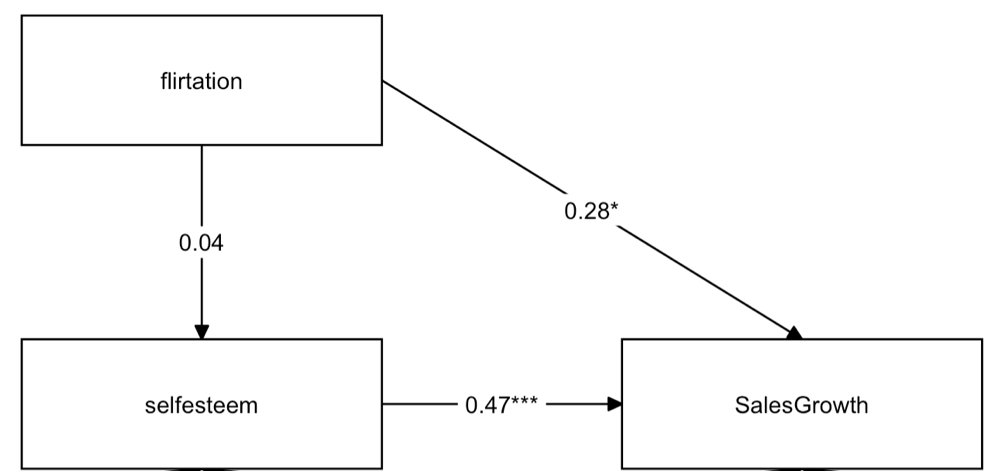 flirtation
0.28*
0.04
selfesteem
0.47***
SalesGrowth